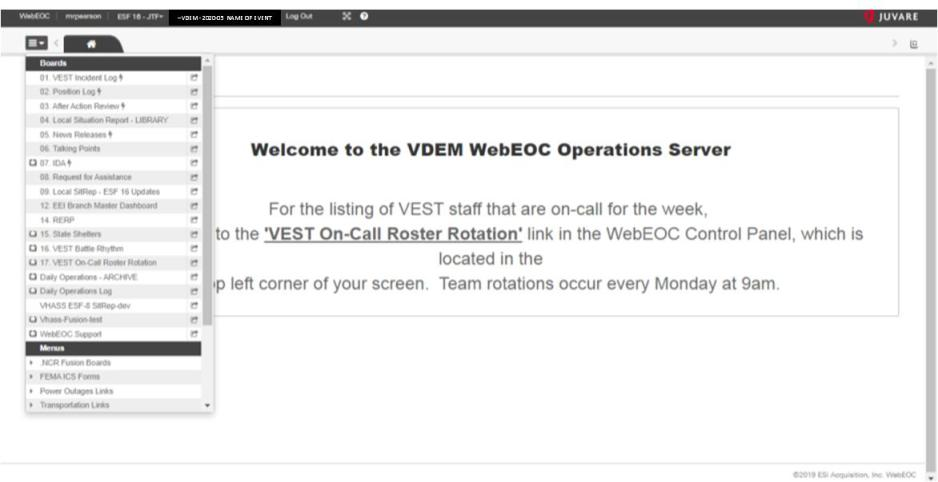 WebEOC mrpearson ESF 16 - JTF~ ~VDEM - 202003 NAME OF EVENT Log Out JUVARE
Boards
01. VEST Incident Log
02. Position Log
03. After Action Review
04. Local Situation Report - LIBRARY
05. News Releases
06. Talking Points
07. IDA
08. Request for Assistance
09. Local SitRep - ESF 16 Updates
12. EEI Branch Master Dashboard
14. RERP
15. State Shelters
16. VEST Battle Rhythm
17. VEST On-Call Roster Rotation
Daily Operations - ARCHIVE
Daily Operations Log
VHASS ESF-8 SitRep-dev
Vhass-Fusion-test
WebEOC Support
Menus
.NCR Fusion Boards
FEMA ICS Forms
Power Outages Links
Transportation Links
Welcome to the VDEM WebEOC Operations Server
For the listing of VEST staff that are on-call for the week,
to the 'VEST On-Call Roster Rotation' link in the WebEOC Control Panel, which is
located in the
p left corner of your screen. Team rotations occur every Monday at 9am.
©2019 ESi Acquisition, Inc. WebEOC